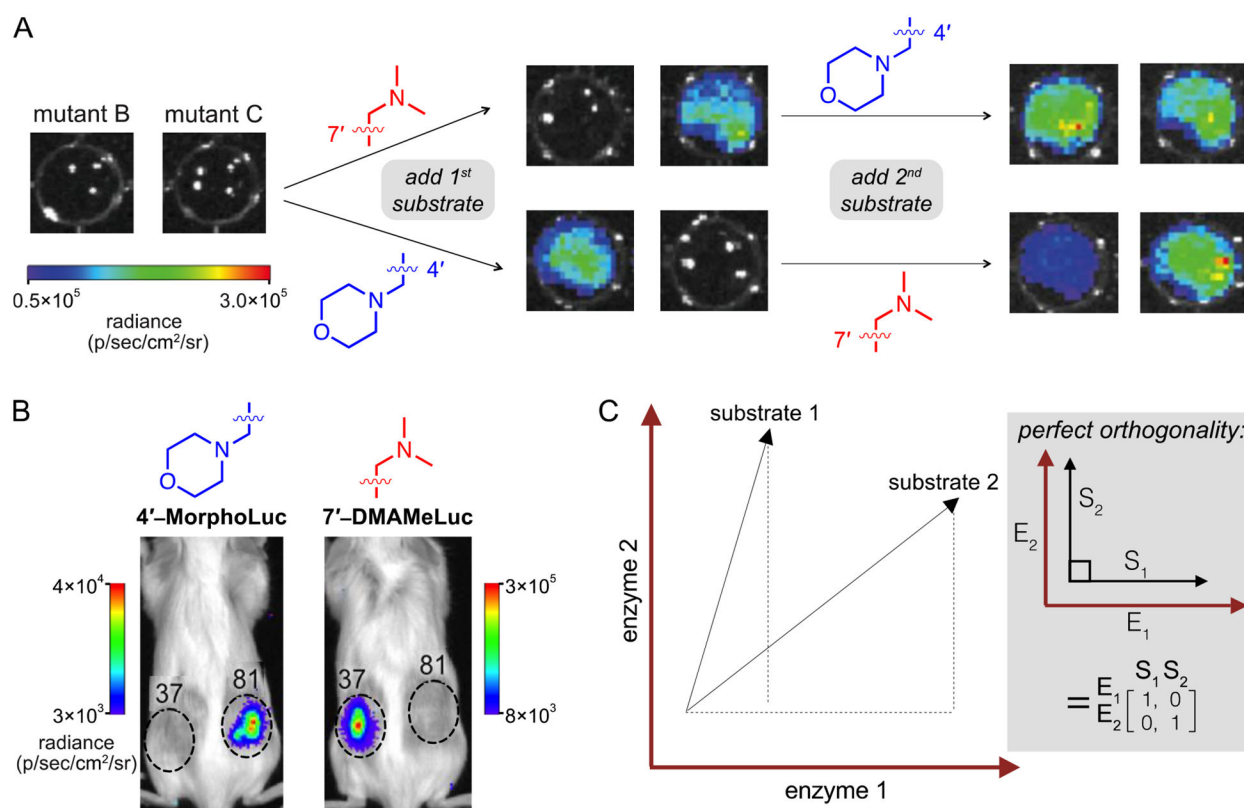 A
mutant B mutant C
7′
N
add 1st
substrate
O
N
4′
add 2nd
substrate
O
N
4′
7′
N
0.5×10⁵ 3.0×10⁵
radiance
(p/sec/cm²/sr)
B
O
N
N
4′–MorphoLuc 7′–DMAMeLuc
4×10⁴
3×10³
radiance
(p/sec/cm²/sr)
37 81
37 81
3×10⁵
8×10³
C
substrate 1
substrate 2
enzyme 2
enzyme 1
perfect orthogonality:
E₂
S₂
S₁
E₁
S₁ S₂
= E₁ [ 1, 0 ]
E₂ [ 0, 1 ]